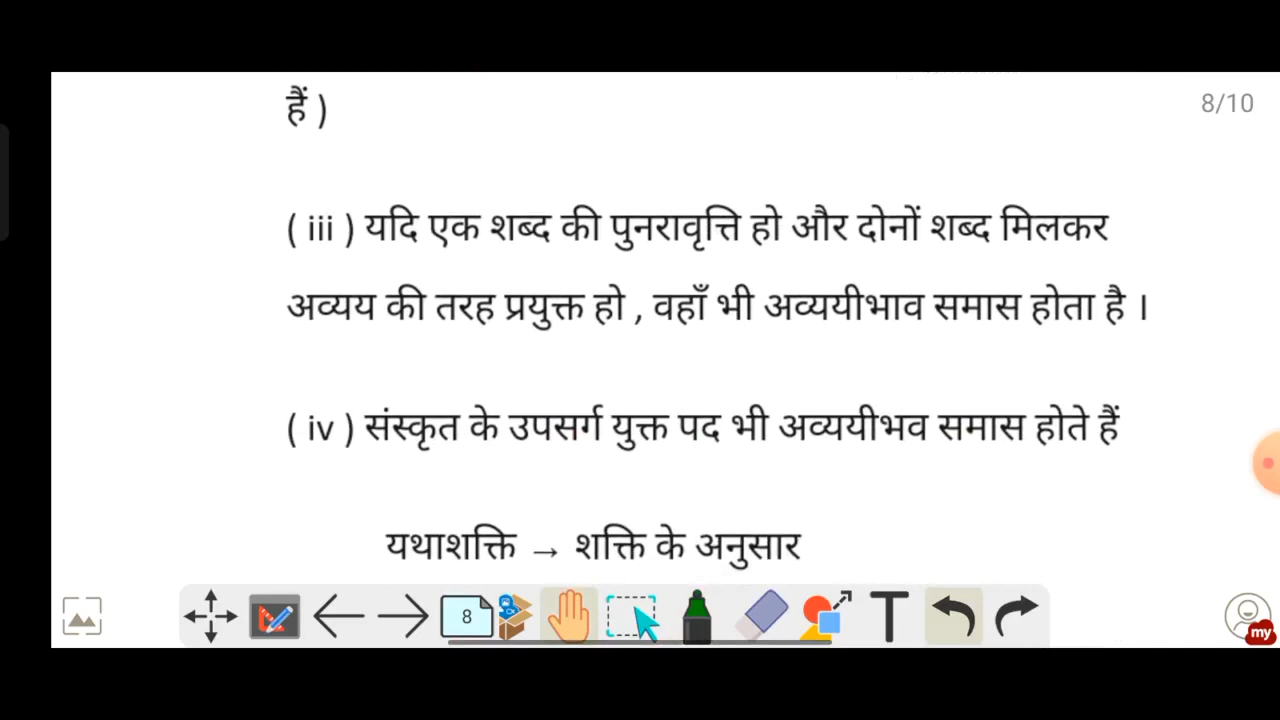 हैं )
8/10
( iii ) यदि एक शब्द की पुनरावृत्ति हो और दोनों शब्द मिलकर
अव्यय की तरह प्रयुक्त हो , वहाँ भी अव्ययीभाव समास होता है ।
( iv ) संस्कृत के उपसर्ग युक्त पद भी अव्ययीभव समास होते हैं
यथाशक्ति → शक्ति के अनुसार
8
T
my